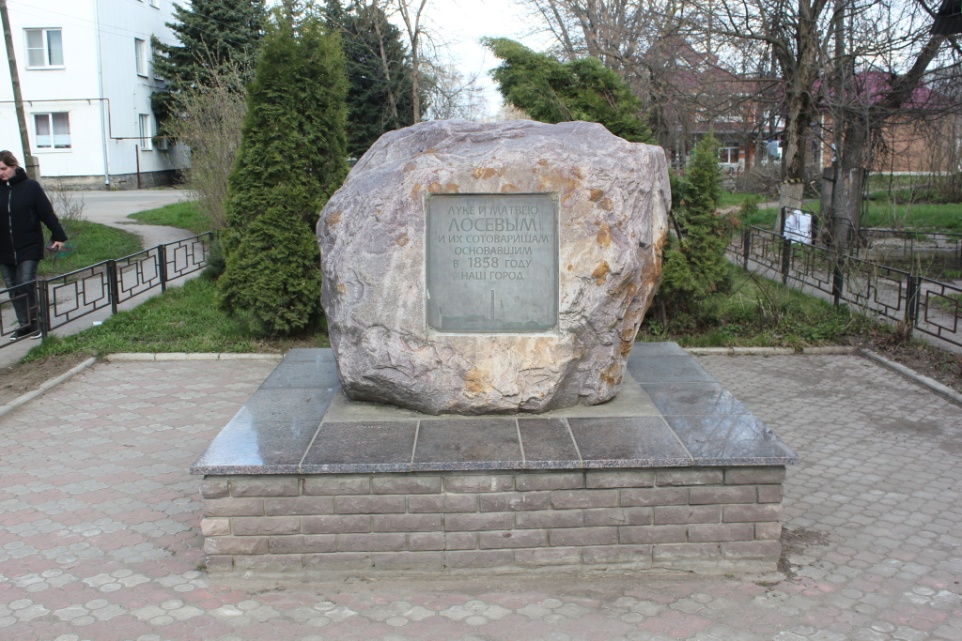 ЛУКЕ И МАТВЕЮ
ЛОСЕВЫМ
И ИХ СОТОВАРИЩАМ
ОСНОВАВШИМ
В 1858 ГОДУ
НАШ ГОРОД